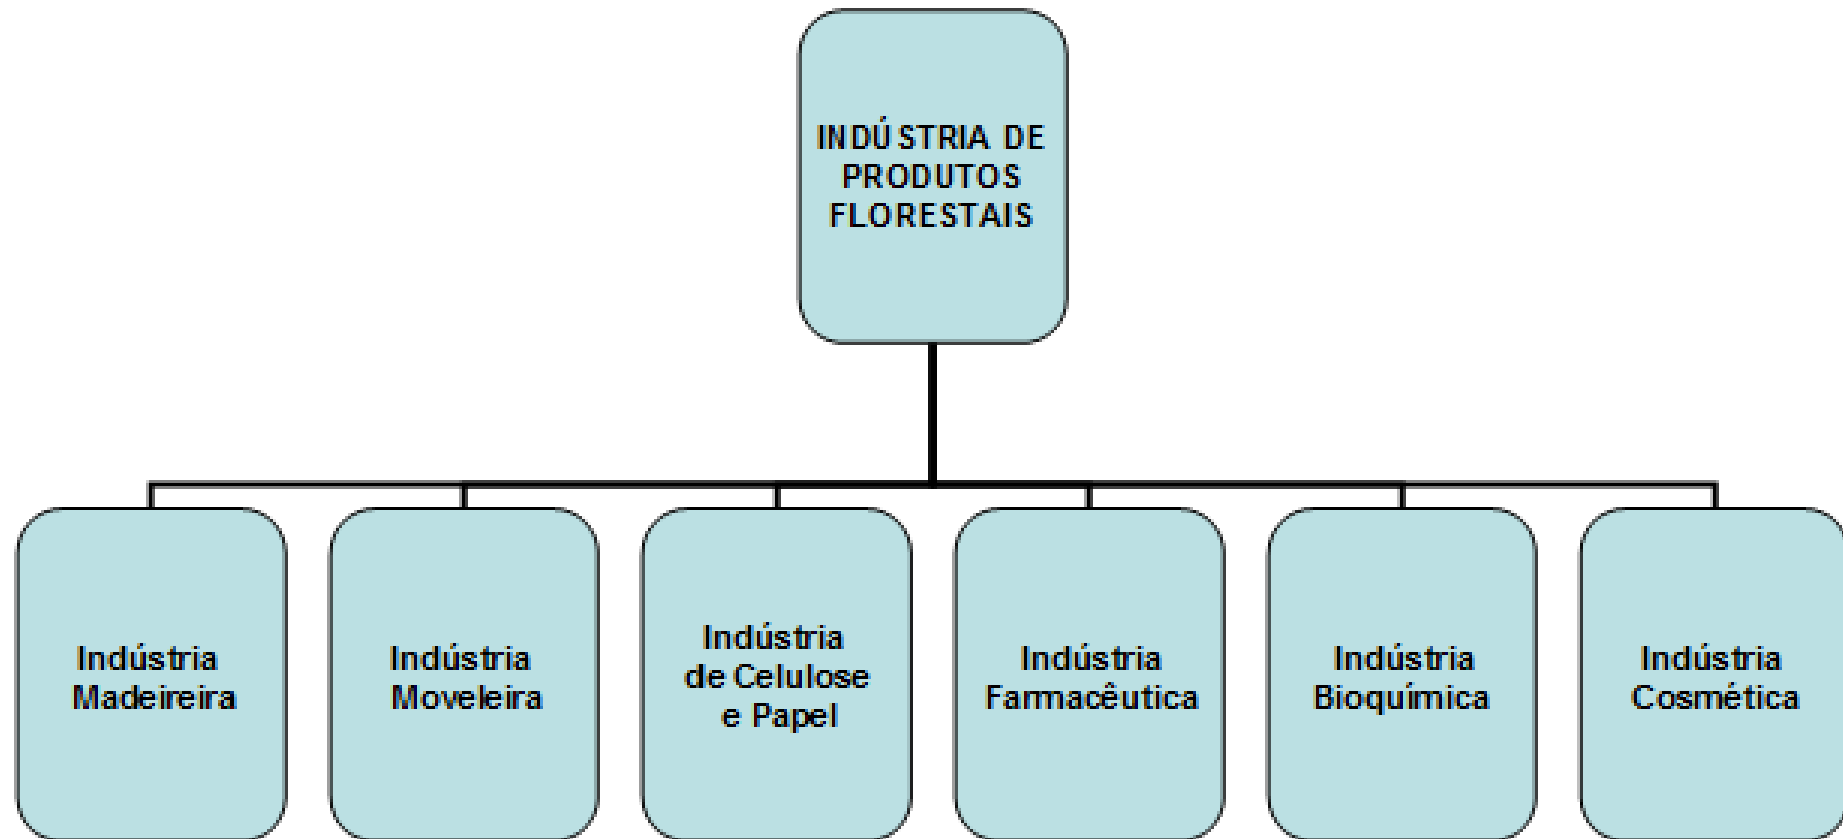 INDÚSTRIA DE
PRODUTOS
FLORESTAIS
Indústria
Madeireira
Indústria
Moveleira
Indústria
de Celulose
e Papel
Indústria
Farmacêutica
Indústria
Bioquímica
Indústria
Cosmética